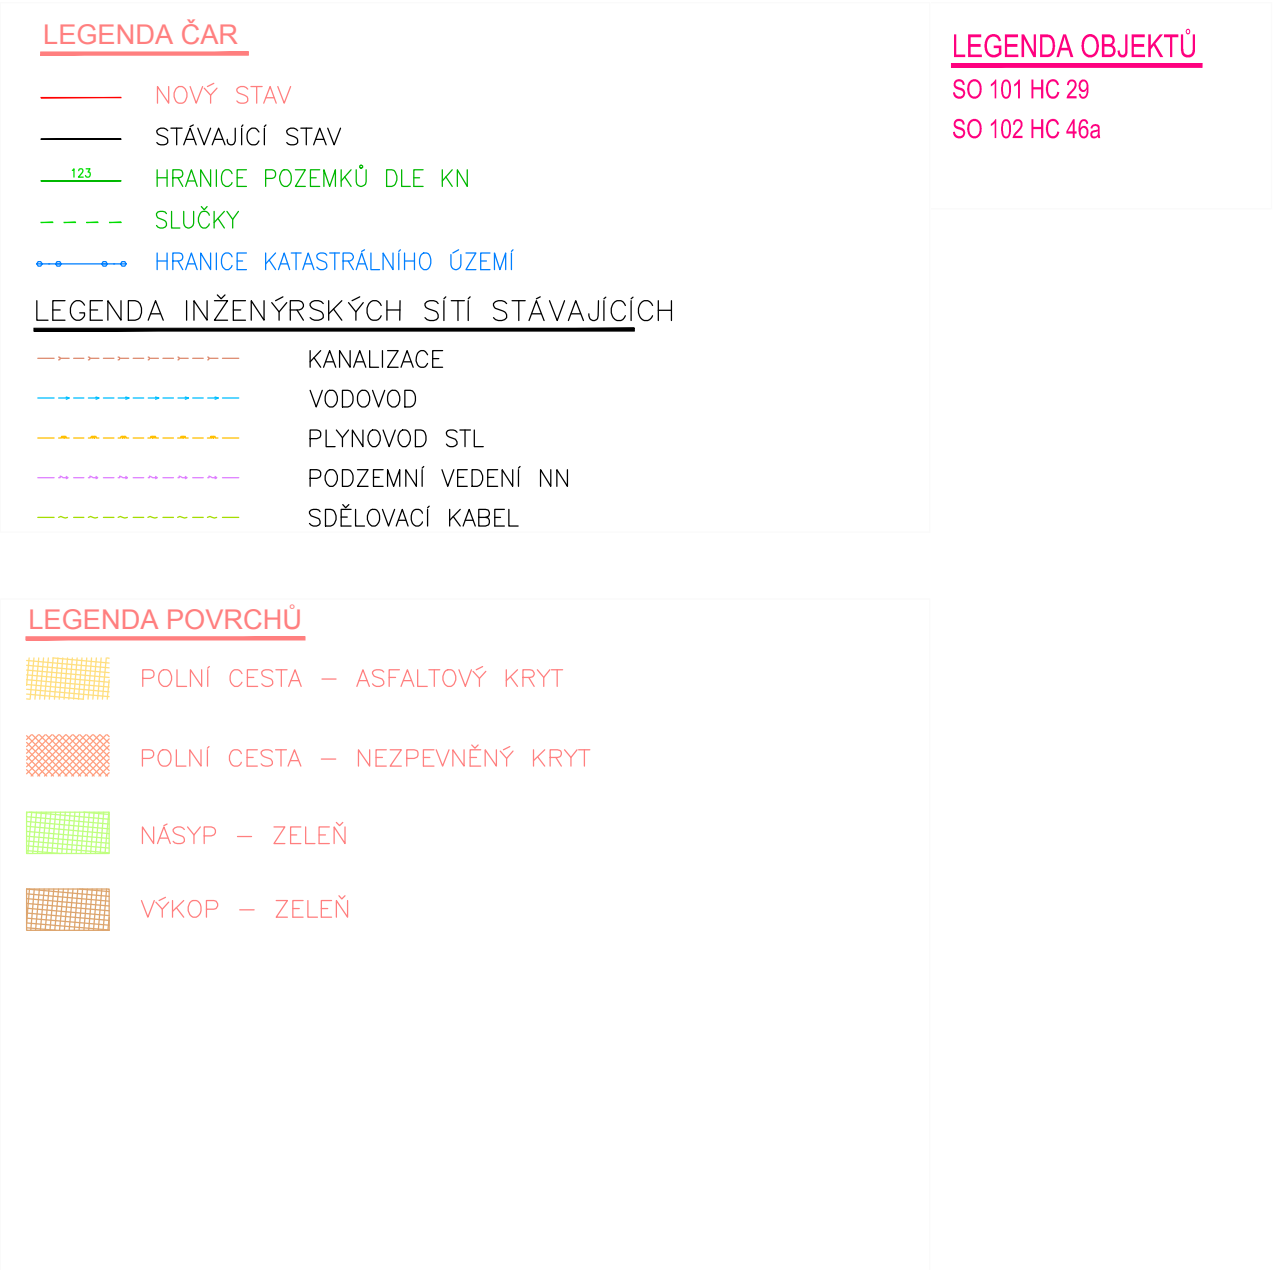 LEGENDA ČAR
NOVÝ STAV
STÁVAJÍCÍ STAV
123
HRANICE POZEMKŮ DLE KN
SLUČKY
HRANICE KATASTRÁLNÍHO ÚZEMÍ
LEGENDA INŽENÝRSKÝCH SÍTÍ STÁVAJÍCÍCH
KANALIZACE
VODOVOD
PLYNOVOD STL
PODZEMNÍ VEDENÍ NN
SDĚLOVACÍ KABEL
LEGENDA OBJEKTŮ
SO 101 HC 29
SO 102 HC 46a
LEGENDA POVRCHŮ
POLNÍ CESTA – ASFALTOVÝ KRYT
POLNÍ CESTA – NEZPEVNĚNÝ KRYT
NÁSYP – ZELEŇ
VÝKOP – ZELEŇ